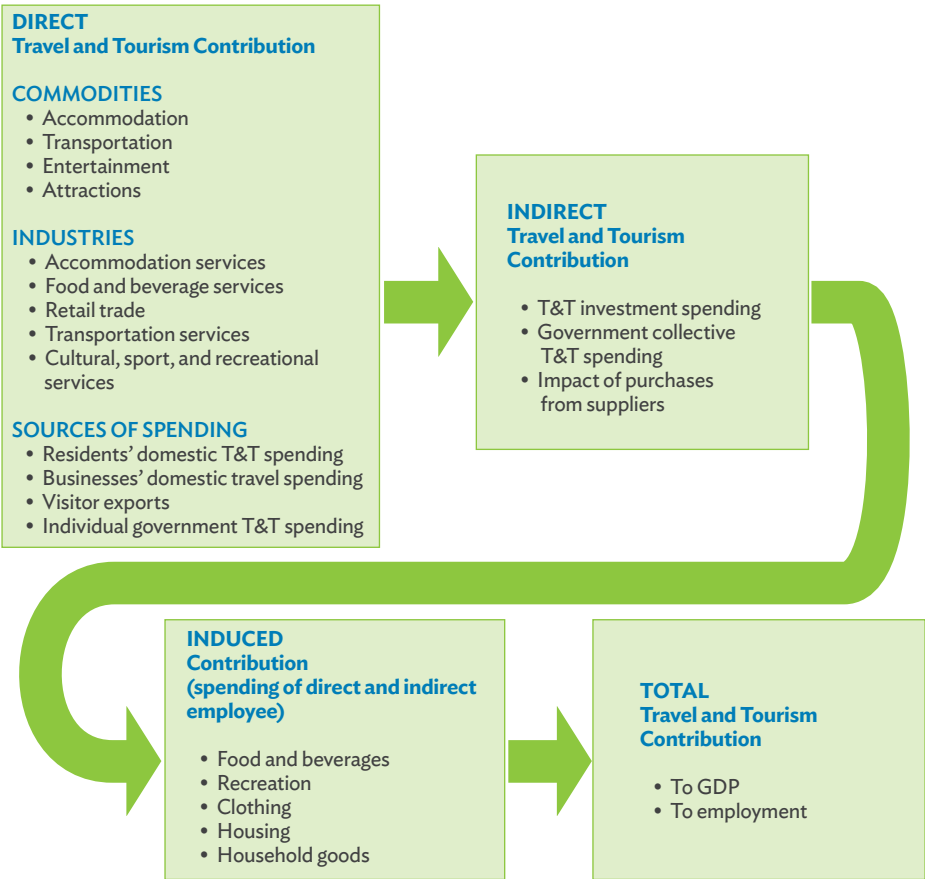 DIRECT
Travel and Tourism Contribution
COMMODITIES
• Accommodation
• Transportation
• Entertainment
• Attractions
INDUSTRIES
• Accommodation services
• Food and beverage services
• Retail trade
• Transportation services
• Cultural, sport, and recreational
services
SOURCES OF SPENDING
• Residents’ domestic T&T spending
• Businesses’ domestic travel spending
• Visitor exports
• Individual government T&T spending
INDIRECT
Travel and Tourism
Contribution
• T&T investment spending
• Government collective
T&T spending
• Impact of purchases
from suppliers
INDUCED
Contribution
(spending of direct and indirect
employee)
• Food and beverages
• Recreation
• Clothing
• Housing
• Household goods
TOTAL
Travel and Tourism
Contribution
• To GDP
• To employment